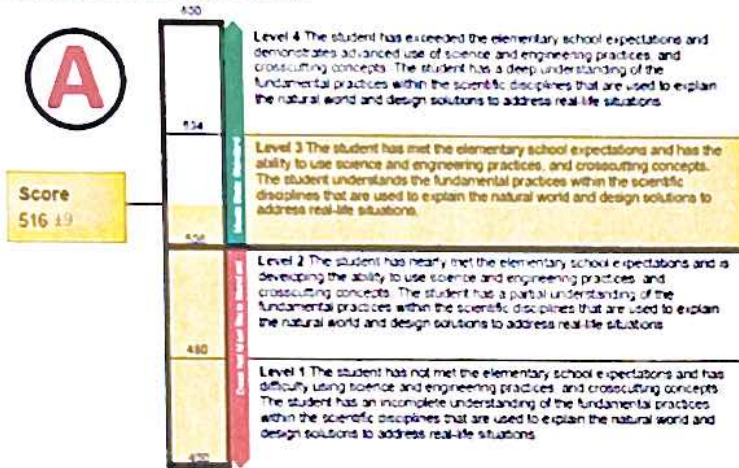 600
A
Level 4 The student has exceeded the elementary school expectations and
demonstrates advanced use of science and engineering practices, and
crosscutting concepts. The student has a deep understanding of the
fundamental practices within the scientific disciplines that are used to explain
the natural world and design solutions to address real-life situations
534
Level 3 The student has met the elementary school expectations and has the
ability to use science and engineering practices, and crosscutting concepts.
The student understands the fundamental practices within the scientific
disciplines that are used to explain the natural world and design solutions to
address real-life situations.
Score
516 ±9
Level 2 The student has nearly met the elementary school expectations and is
developing the ability to use science and engineering practices, and
crosscutting concepts. The student has a partial understanding of the
fundamental practices within the scientific disciplines that are used to explain
the natural world and design solutions to address real-life situations
480
Level 1 The student has not met the elementary school expectations and has
difficulty using science and engineering practices, and crosscutting concepts
The student has an incomplete understanding of the fundamental practices
within the scientific disciplines that are used to explain the natural world and
design solutions to address real-life situations